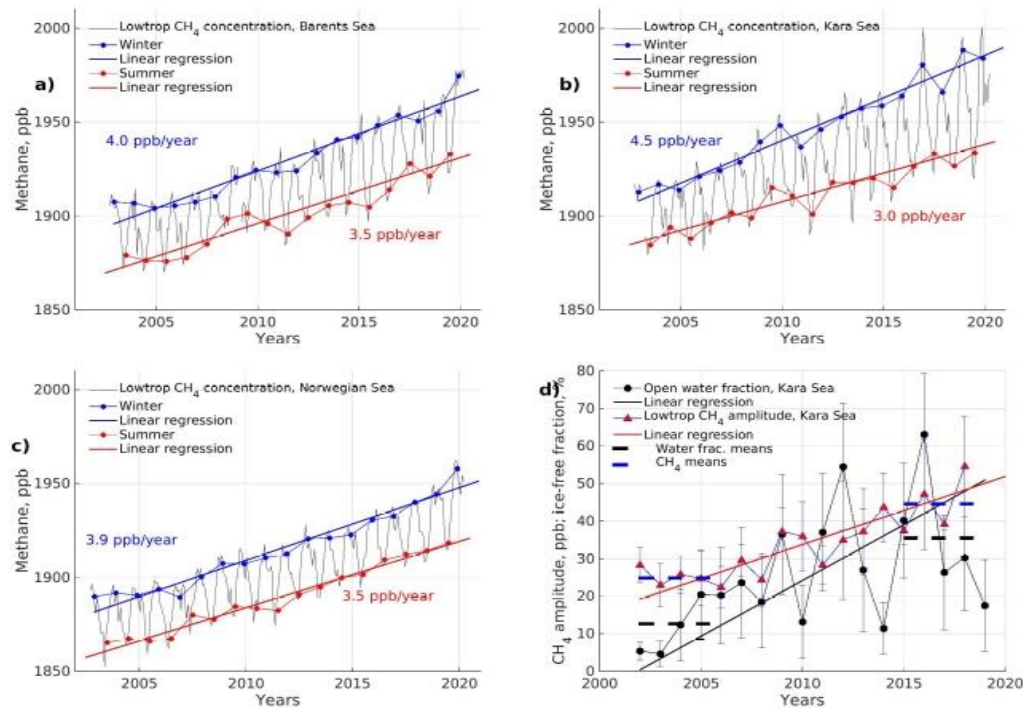 a)
2000
1950
1900
1850
Methane, ppb
Lowtrop CH4 concentration, Barents Sea
Winter
Linear regression
Summer
Linear regression
4.0 ppb/year
3.5 ppb/year
2005 2010 2015 2020
Years
b)
2000
1950
1900
1850
Methane, ppb
Lowtrop CH4 concentration, Kara Sea
Winter
Linear regression
Summer
Linear regression
4.5 ppb/year
3.0 ppb/year
2005 2010 2015 2020
Years
c)
2000
1950
1900
1850
Methane, ppb
Lowtrop CH4 concentration, Norwegian Sea
Winter
Linear regression
Summer
Linear regression
3.9 ppb/year
3.5 ppb/year
2005 2010 2015 2020
Years
d)
80
70
60
50
40
30
20
10
0
CH4 amplitude, ppb; ice-free fraction, %
Open water fraction, Kara Sea
Linear regression
Lowtrop CH4 amplitude, Kara Sea
Linear regression
Water frac. means
CH4 means
2000 2005 2010 2015 2020
Years